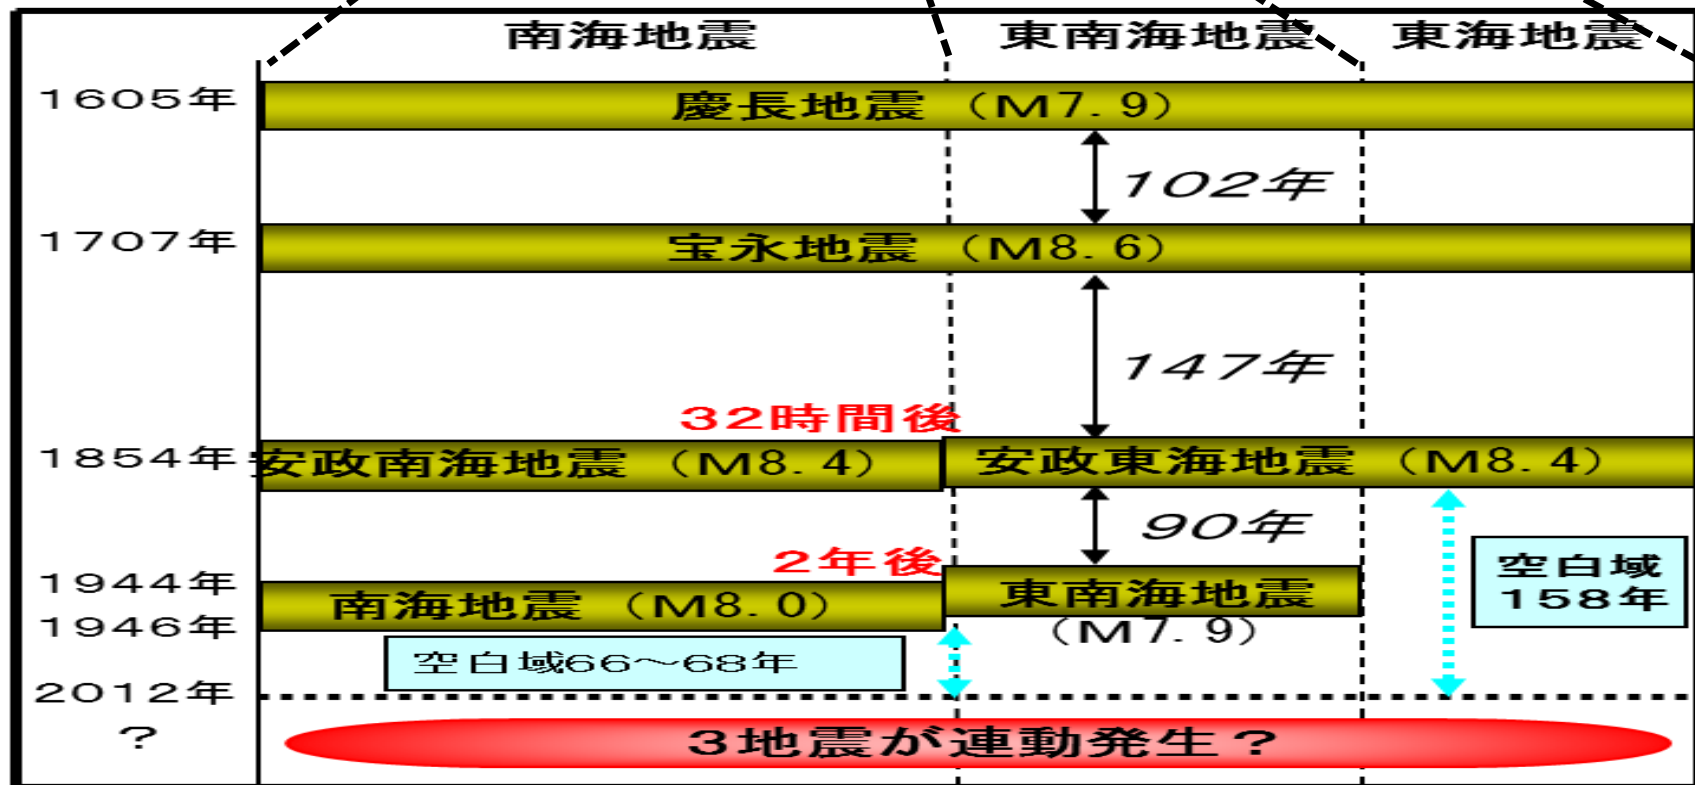 南海地震
東南海地震
東海地震
1605年
慶長地震 (M7.9)
102年
1707年
宝永地震 (M8.6)
147年
32時間後
1854年
安政南海地震 (M8.4)
安政東海地震 (M8.4)
90年
2年後
空白域
158年
1944年
南海地震 (M8.0)
東南海地震
(M7.9)
1946年
空白域66~68年
2012年
?
3地震が連動発生?